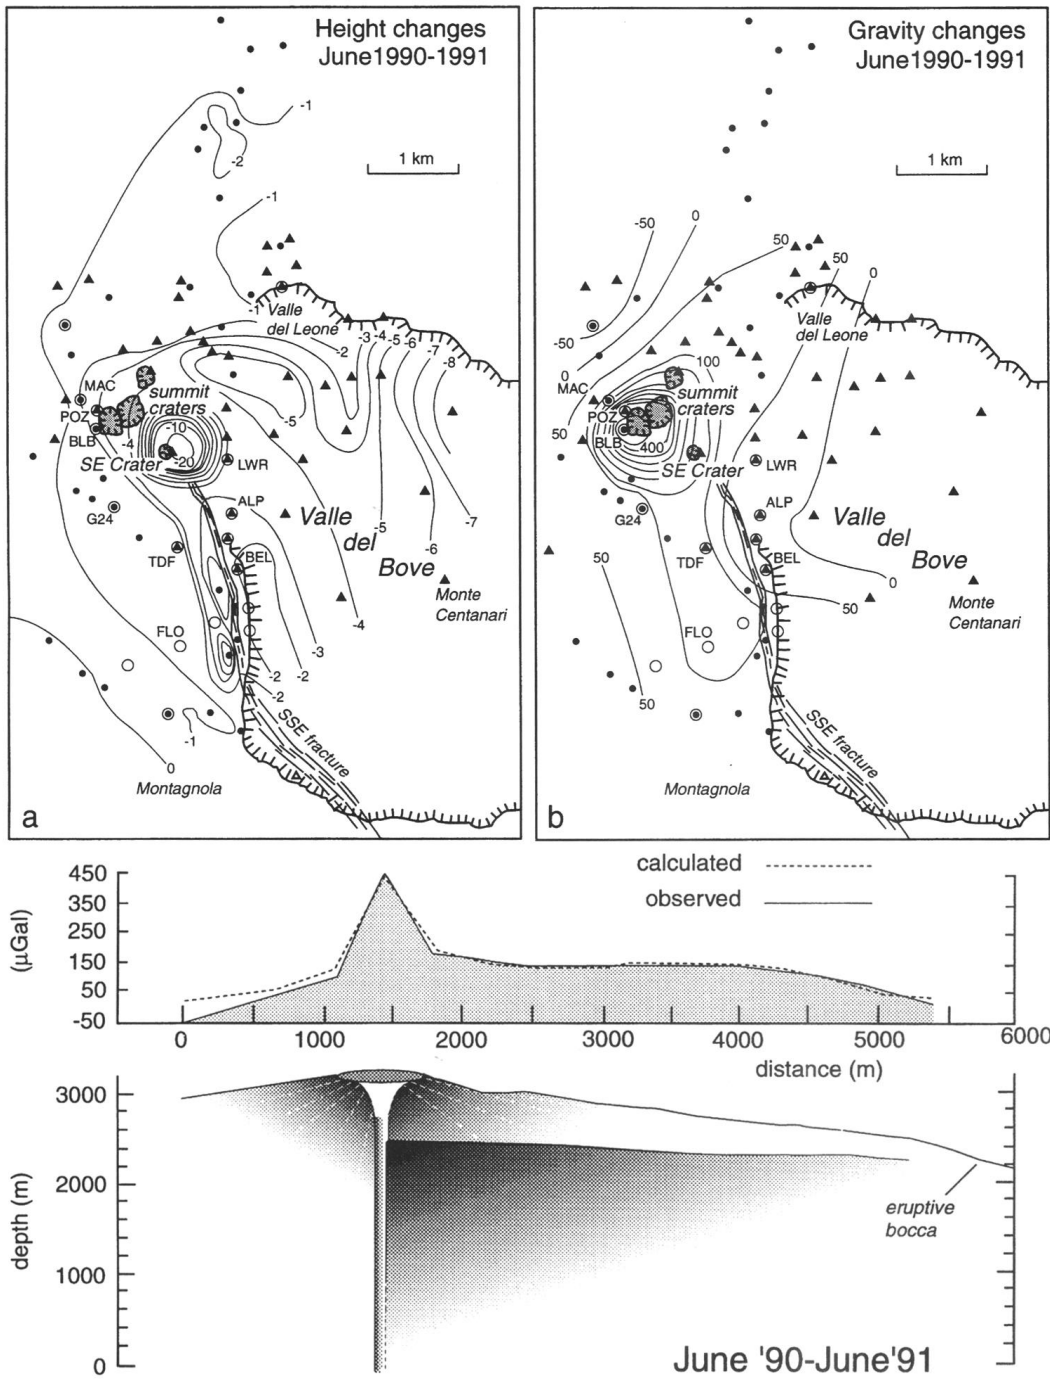 Height changes
June1990-1991
1 km
-1
-2
-1
-1
Valle
del Leone
-2
-3
-4
-5
-6
-7
-8
MAC
POZ
BLB
summit
craters
-4
-10
-20
-5
SE Crater
LWR
G24
ALP
TDF
BEL
Valle
del
Bove
-5
-6
-7
Monte
Centanari
-4
-3
-2
-2
FLO
-1
0
SSE fracture
Montagnola
a
Gravity changes
June1990-1991
1 km
-50
0
50
50
0
Valle
del Leone
-50
0
100
MAC
POZ
BLB
50
summit
craters
400
SE Crater
LWR
G24
ALP
TDF
BEL
Valle
del
Bove
50
0
50
Monte
Centanari
FLO
50
SSE fracture
Montagnola
b
calculated
observed
(µGal)
450
350
250
150
50
-50
0
1000
2000
3000
4000
5000
6000
distance (m)
depth (m)
3000
2000
1000
0
eruptive
bocca
June '90-June'91